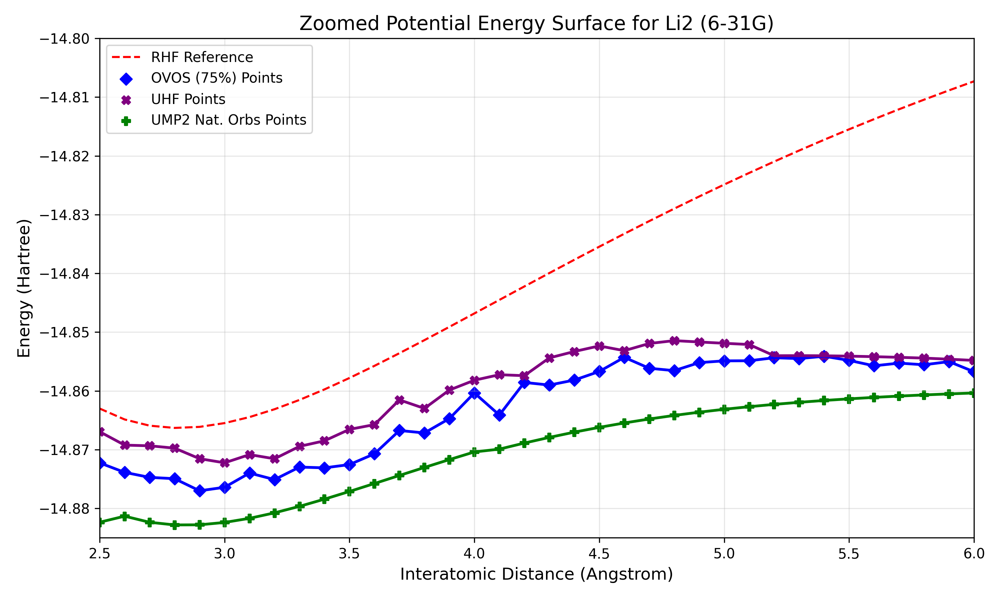 Zoomed Potential Energy Surface for Li2 (6-31G)
RHF Reference
OVOS (75%) Points
UHF Points
UMP2 Nat. Orbs Points
Energy (Hartree)
−14.80
−14.81
−14.82
−14.83
−14.84
−14.85
−14.86
−14.87
−14.88
2.5 3.0 3.5 4.0 4.5 5.0 5.5 6.0
Interatomic Distance (Angstrom)